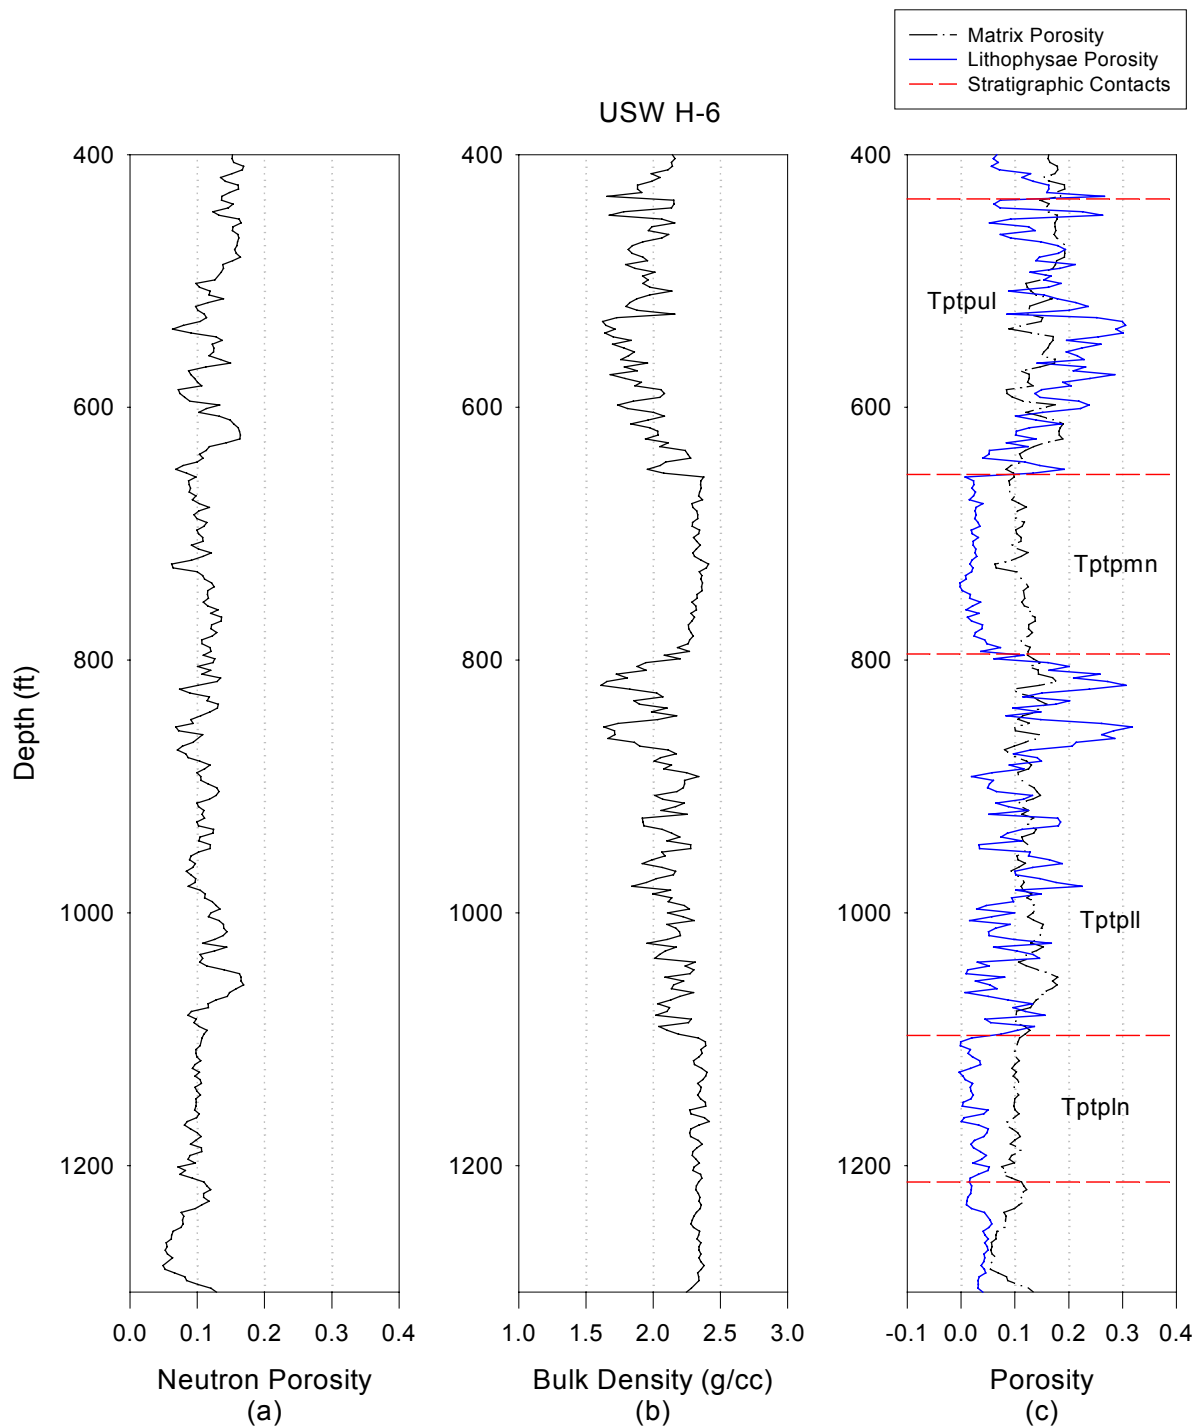 Matrix Porosity
Lithophysae Porosity
Stratigraphic Contacts
USW H-6
400
600
800
1000
1200
Depth (ft)
0.0 0.1 0.2 0.3 0.4
Neutron Porosity
(a)
400
600
800
1000
1200
1.0 1.5 2.0 2.5 3.0
Bulk Density (g/cc)
(b)
400
600
800
1000
1200
Tptpul
Tptpmn
Tptpll
Tptpln
-0.1 0.0 0.1 0.2 0.3 0.4
Porosity
(c)